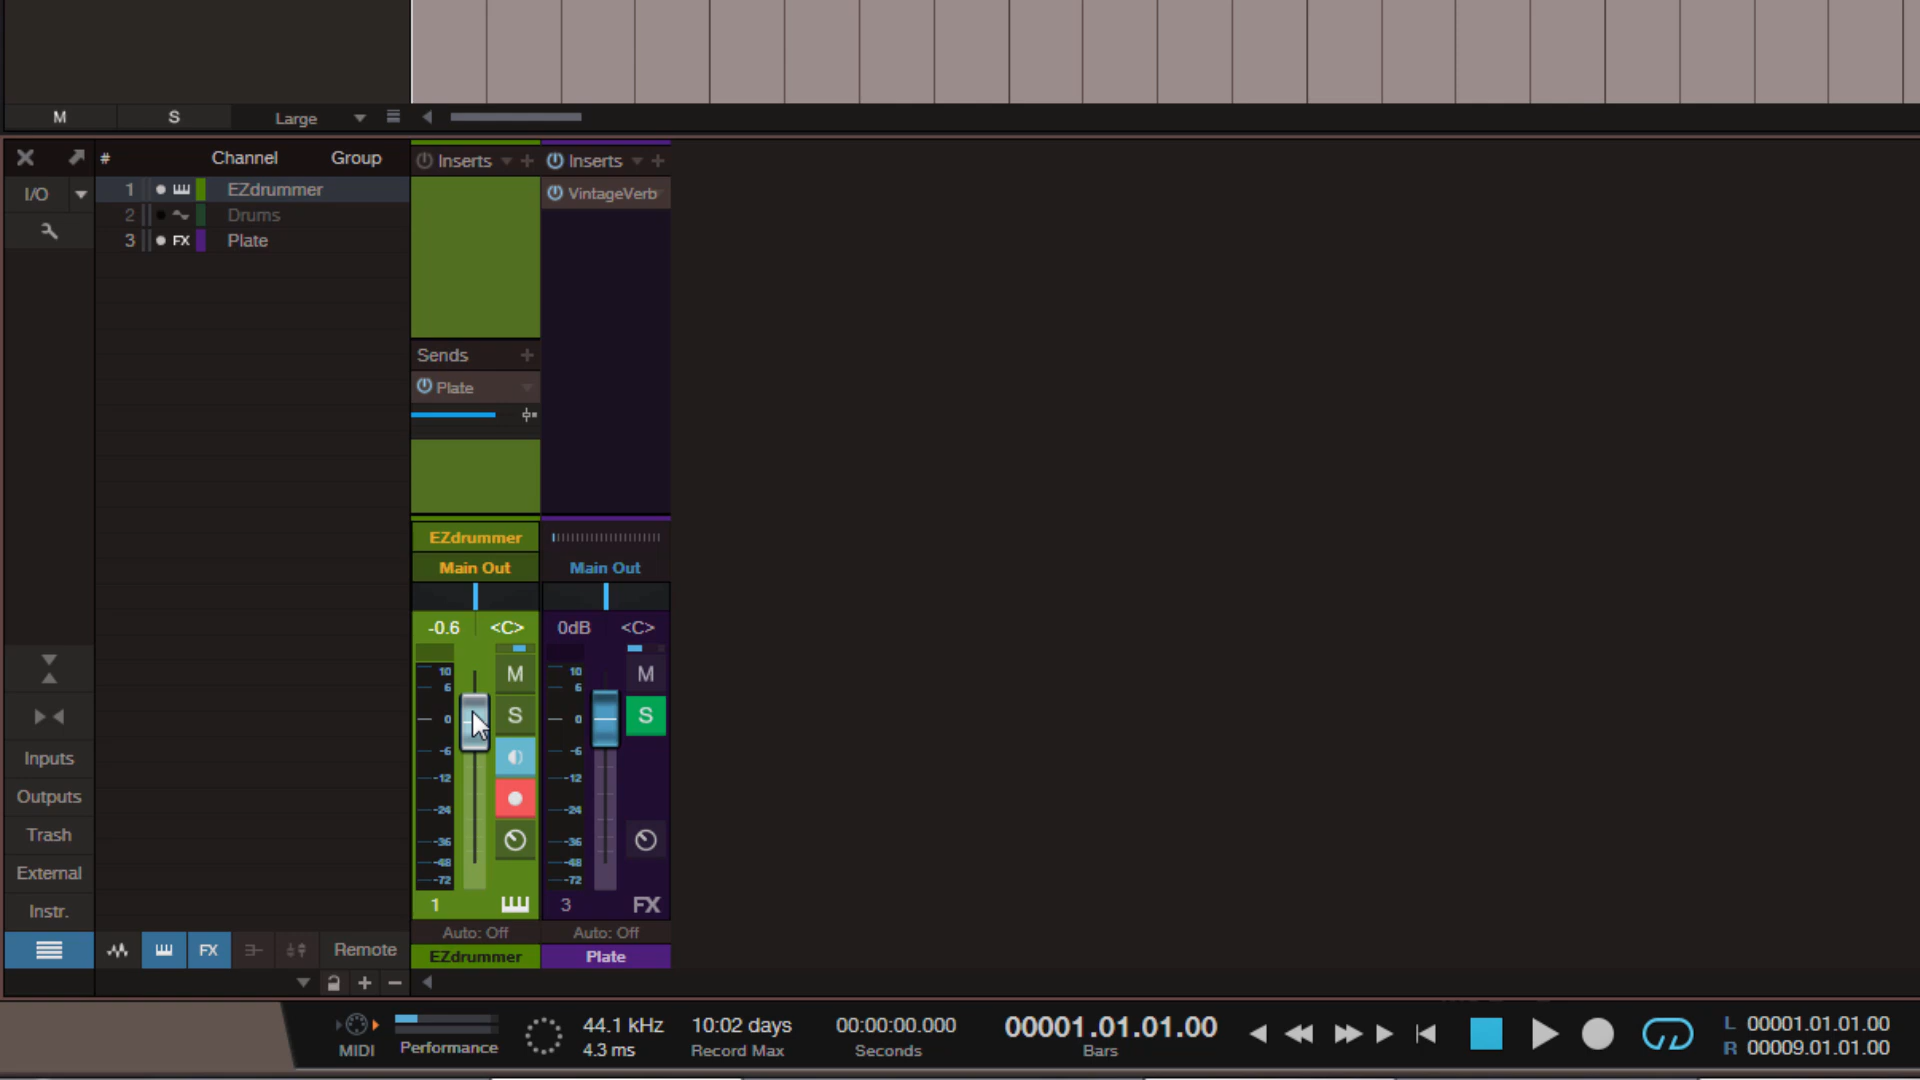 M S Large
# Channel Group
Inserts Inserts
I/O
1 EZdrummer
VintageVerb
2 Drums
3 FX Plate
Sends
Plate
EZdrummer
Main Out Main Out
-0.6 <C> 0dB <C>
10 M 10 M
6 6
0 S 0 S
-6 -6
-12 -12
-24 -24
-36 -36
-48 -48
-72 -72
1 3 FX
Inputs
Outputs
Trash
External
Instr.
Auto: Off Auto: Off
FX Remote
EZdrummer Plate
MIDI
Performance
44.1 kHz
4.3 ms
10:02 days
Record Max
00:00:00.000
Seconds
00001.01.01.00
Bars
L 00001.01.01.00
R 00009.01.01.00